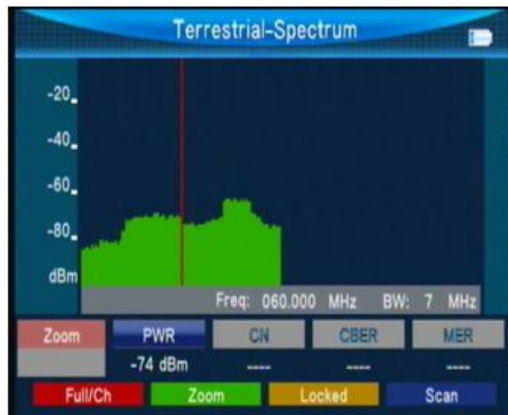 Terrestrial-Spectrum
-20
-40
-60
-80
dBm
Freq: 060.000 MHz BW: 7 MHz
Zoom PWR CN CBER MER
-74 dBm ---- ---- ----
Full/Ch Zoom Locked Scan